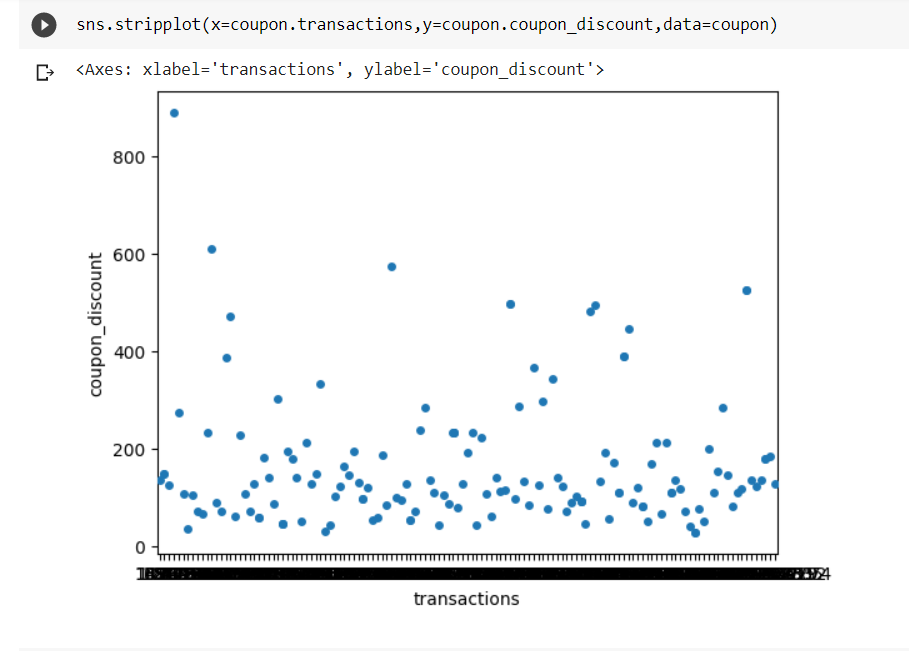 sns.stripplot(x=coupon.transactions,y=coupon.coupon_discount,data=coupon)
<Axes: xlabel='transactions', ylabel='coupon_discount'>
800
600
400
200
0
coupon_discount
transactions